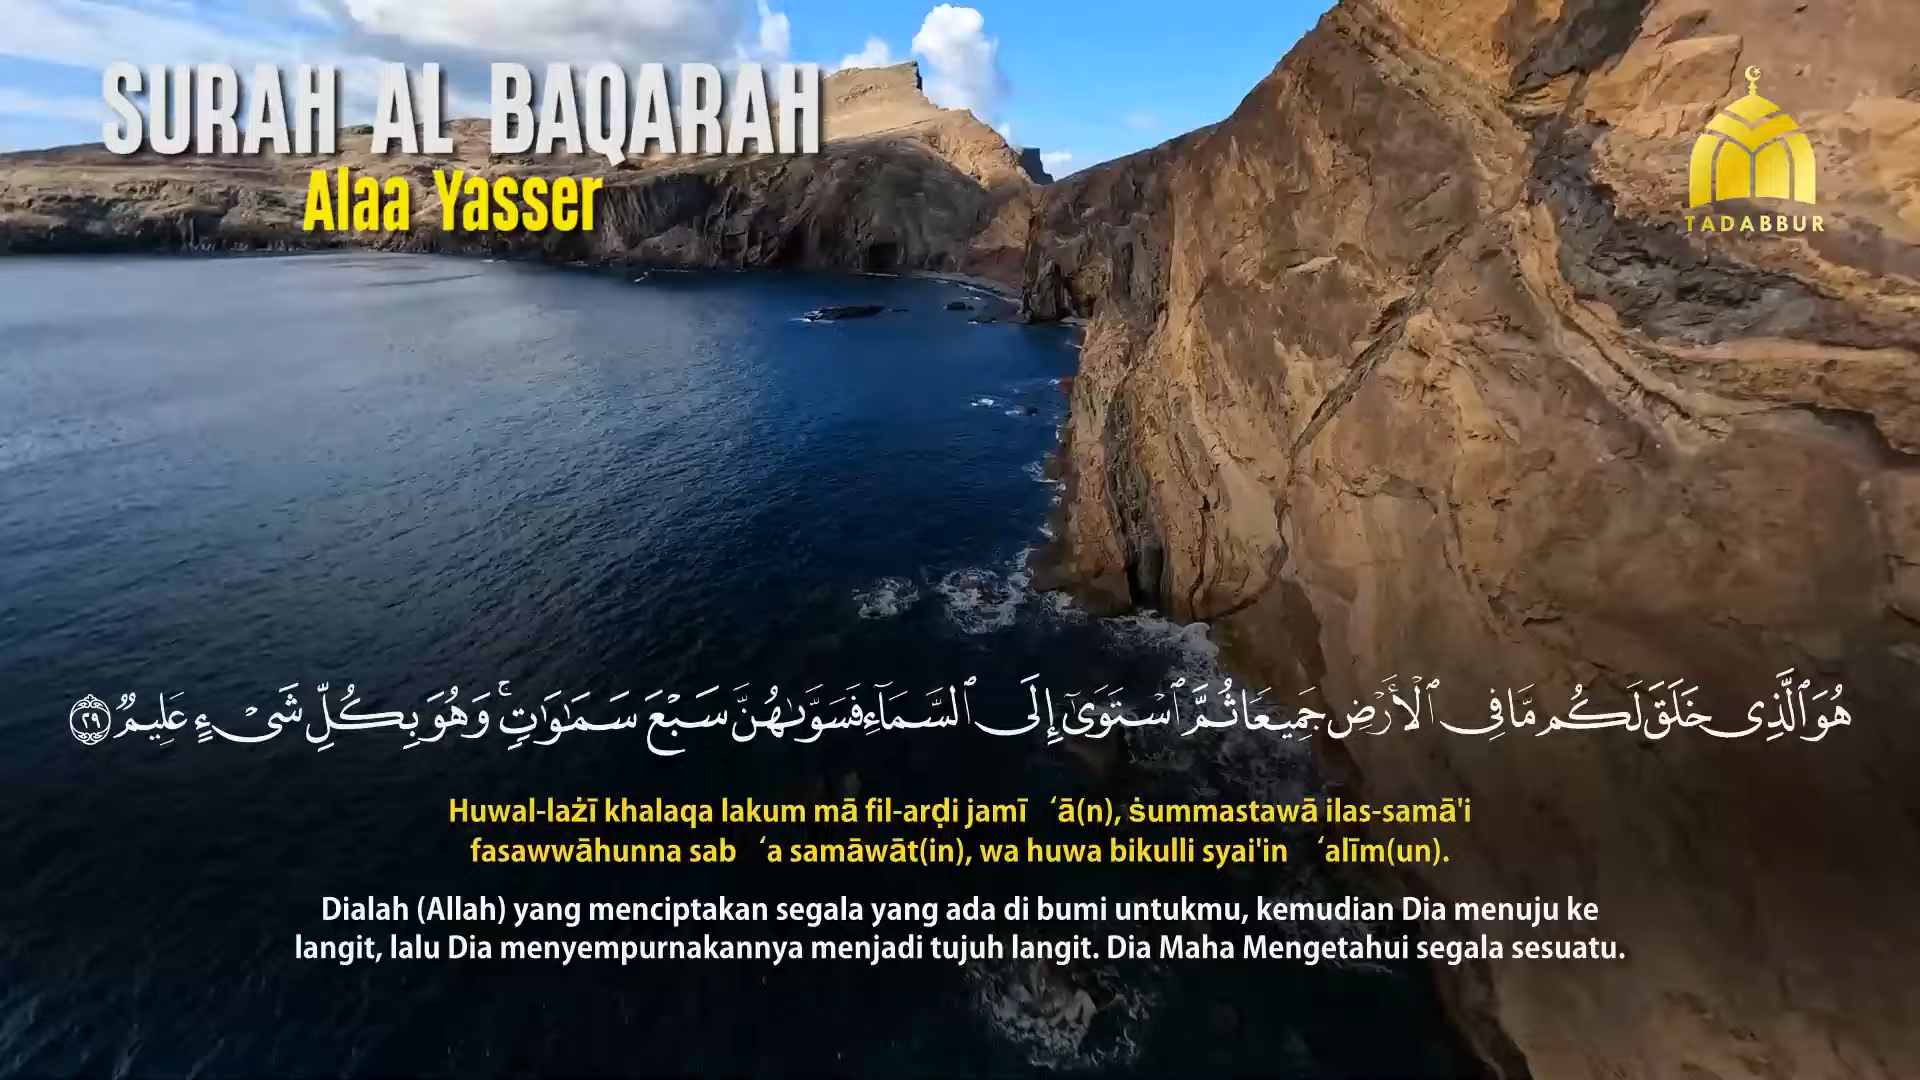 SURAH AL BAQARAH
Alaa Yasser
TADABBUR
هُوَ ٱلَّذِى خَلَقَ لَكُم مَّا فِى ٱلْأَرْضِ جَمِيعًا ثُمَّ ٱسْتَوَىٰٓ إِلَى ٱلسَّمَآءِ فَسَوَّىٰهُنَّ سَبْعَ سَمَٰوَٰتٍ ۚ وَهُوَ بِكُلِّ شَىْءٍ عَلِيمٌ ٢٩
Huwal-lażī khalaqa lakum mā fil-arḍi jamī ‘ā(n), ṡummastawā ilas-samā'i
fasawwāhunna sab ‘a samāwāt(in), wa huwa bikulli syai'in ‘alīm(un).
Dialah (Allah) yang menciptakan segala yang ada di bumi untukmu, kemudian Dia menuju ke
langit, lalu Dia menyempurnakannya menjadi tujuh langit. Dia Maha Mengetahui segala sesuatu.